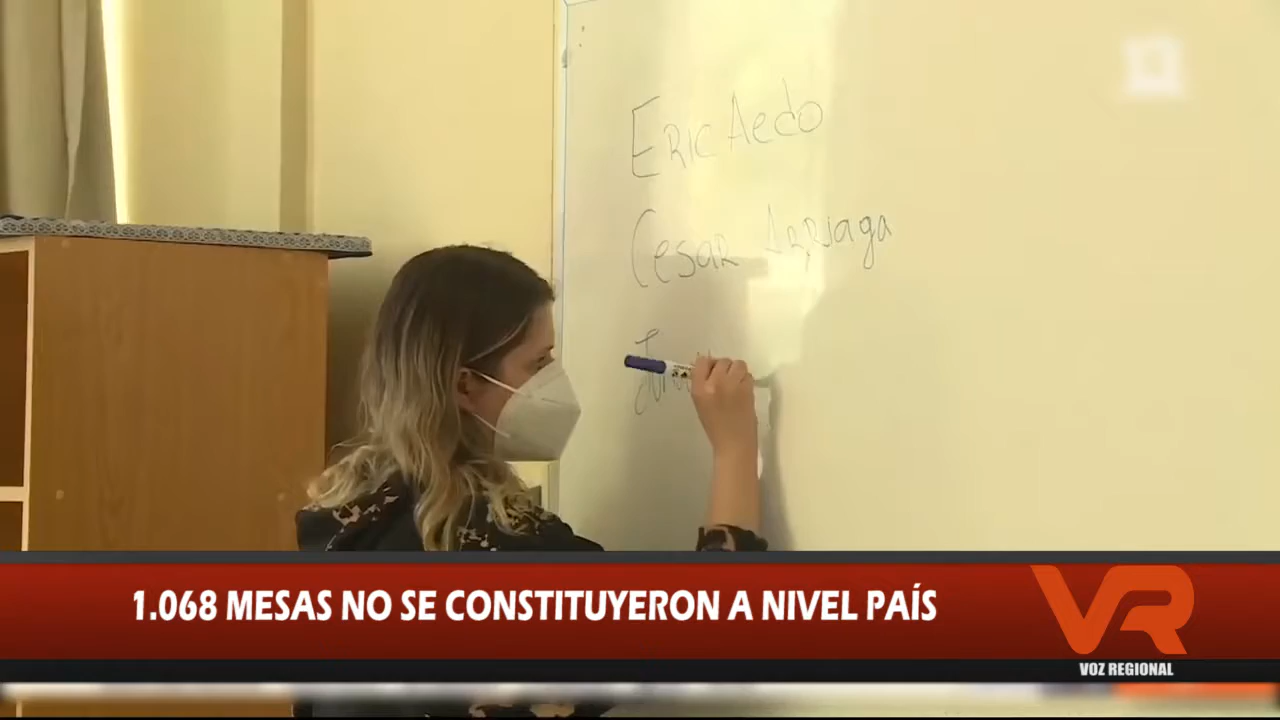 Eric Aedo
Cesar Arriaga
1.068 MESAS NO SE CONSTITUYERON A NIVEL PAÍS
VR
VOZ REGIONAL